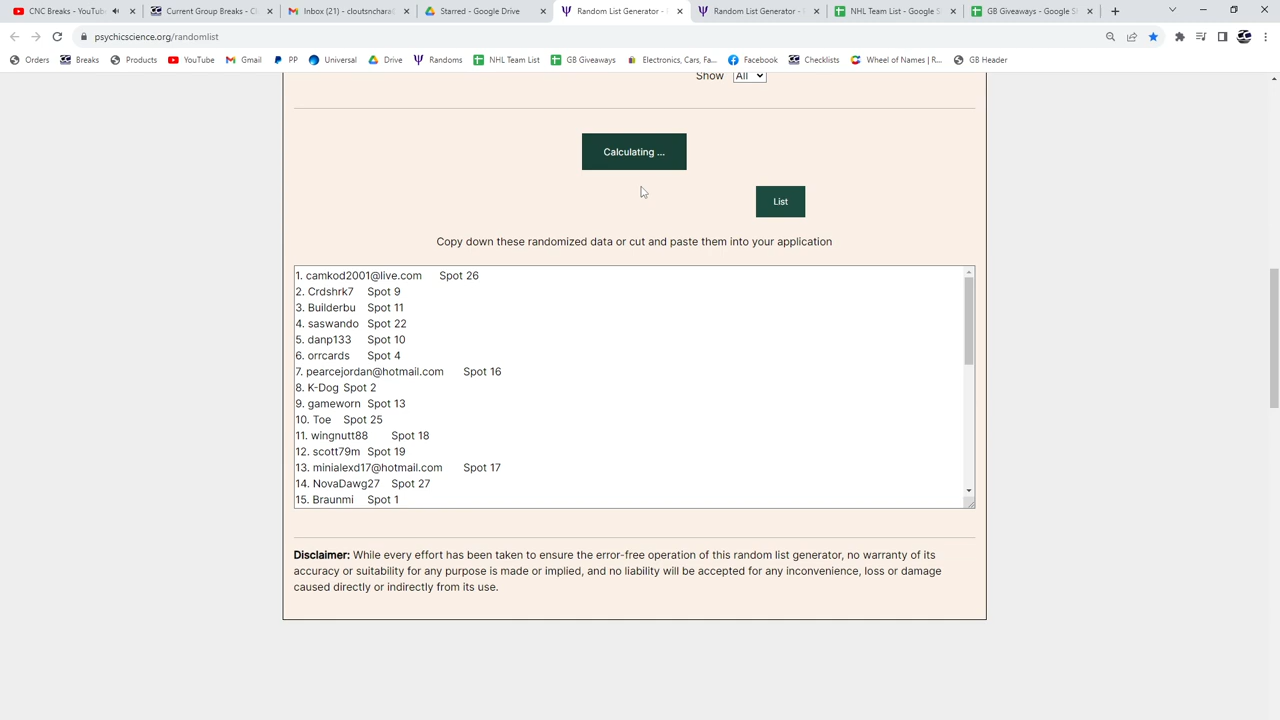 CNC Breaks - YouTub
Current Group Breaks - C
Inbox (21) - cloutsnchara
Starred - Google Drive
Random List Generator -
Random List Generator -
NHL Team List - Google S
GB Giveaways - Google S
psychicscience.org/randomlist
Orders
Breaks
Products
YouTube
Gmail
PP
Universal
Drive
Randoms
NHL Team List
GB Giveaways
Electronics, Cars, Fa...
Facebook
Checklists
Wheel of Names | R...
GB Header
Show All
Calculating ...
List
Copy down these randomized data or cut and paste them into your application
1. camkod2001@live.com Spot 26
2. Crdshrk7 Spot 9
3. Builderbu Spot 11
4. saswando Spot 22
5. danp133 Spot 10
6. orrcards Spot 4
7. pearcejordan@hotmail.com Spot 16
8. K-Dog Spot 2
9. gameworn Spot 13
10. Toe Spot 25
11. wingnutt88 Spot 18
12. scott79m Spot 19
13. minialexd17@hotmail.com Spot 17
14. NovaDawg27 Spot 27
15. Braunmi Spot 1
Disclaimer: While every effort has been taken to ensure the error-free operation of this random list generator, no warranty of its
accuracy or suitability for any purpose is made or implied, and no liability will be accepted for any inconvenience, loss or damage
caused directly or indirectly from its use.